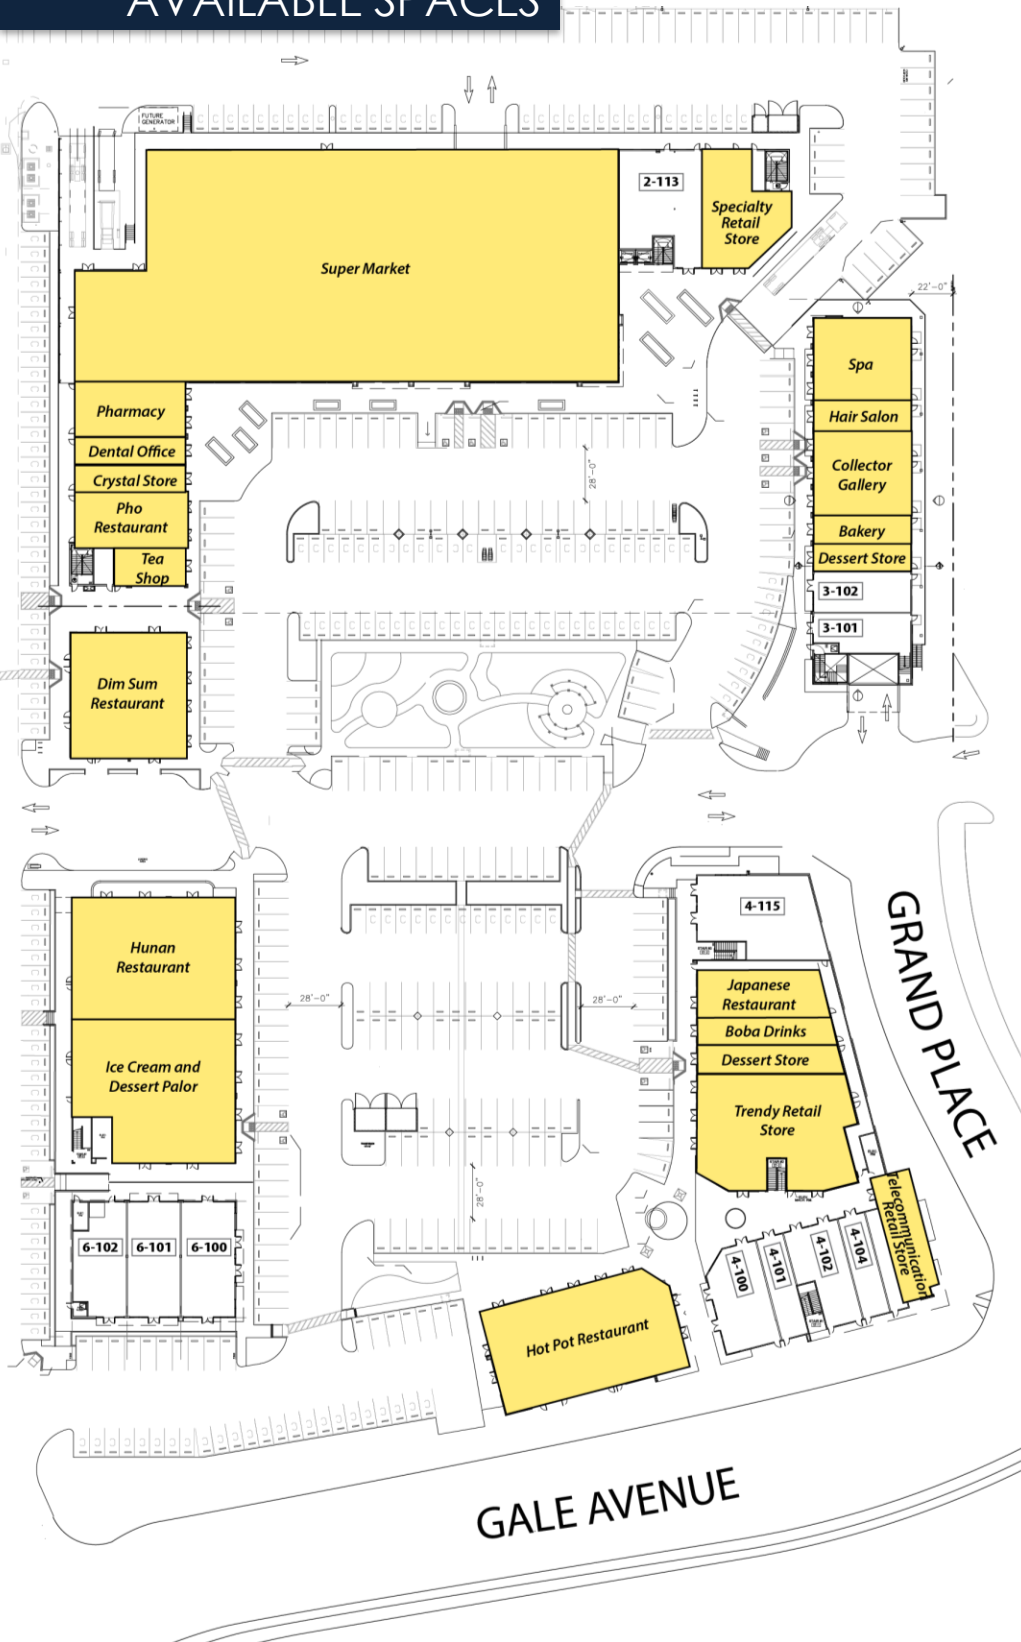 AVAILABLE SPACES
FUTURE
GENERATOR
2-113
Specialty
Retail
Store
Super Market
22'-0"
Spa
Pharmacy
Hair Salon
Dental Office
Collector
Gallery
Crystal Store
28'-0"
Pho
Restaurant
Bakery
Tea
Shop
Dessert Store
3-102
3-101
Dim Sum
Restaurant
4-115
GRAND PLACE
Hunan
Restaurant
Japanese
Restaurant
28'-0"
28'-0"
Boba Drinks
Ice Cream and
Dessert Palor
Dessert Store
Trendy Retail
Store
28'-0"
Telecommunication
Retail Store
6-102
6-101
6-100
4-100
4-101
4-102
4-104
Hot Pot Restaurant
GALE AVENUE